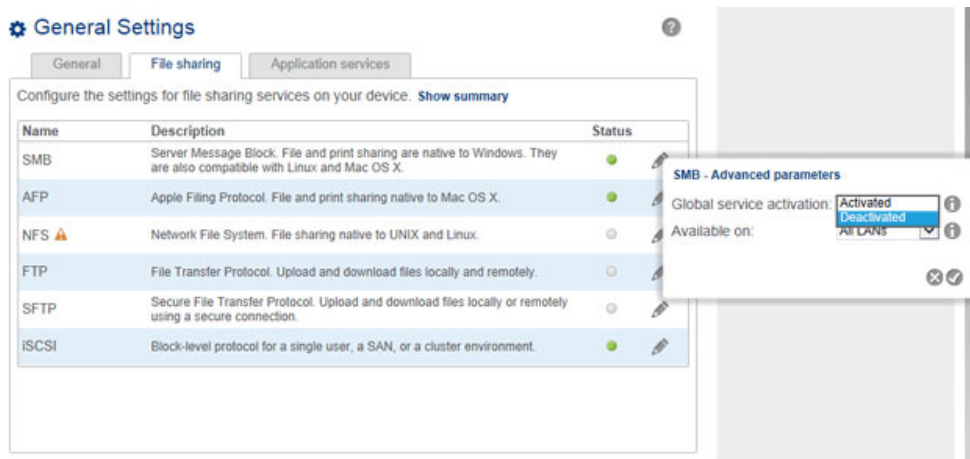 General Settings
General
File sharing
Application services
Configure the settings for file sharing services on your device. Show summary
Name
Description
Status
SMB
Server Message Block. File and print sharing are native to Windows. They
are also compatible with Linux and Mac OS X.
AFP
Apple Filing Protocol. File and print sharing native to Mac OS X.
NFS
Network File System. File sharing native to UNIX and Linux.
FTP
File Transfer Protocol. Upload and download files locally and remotely.
SFTP
Secure File Transfer Protocol. Upload and download files locally or remotely
using a secure connection.
iSCSI
Block-level protocol for a single user, a SAN, or a cluster environment.
SMB - Advanced parameters
Global service activation:
Activated
Deactivated
Available on:
All LANs